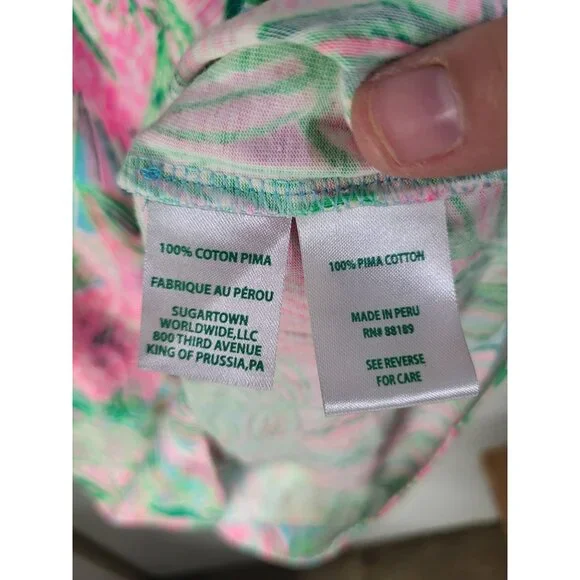 100% COTON PIMA
FABRIQUE AU PÉROU
SUGARTOWN
WORLDWIDE,LLC
800 THIRD AVENUE
KING OF PRUSSIA,PA
100% PIMA COTTON
MADE IN PERU
RN# 88189
SEE REVERSE
FOR CARE